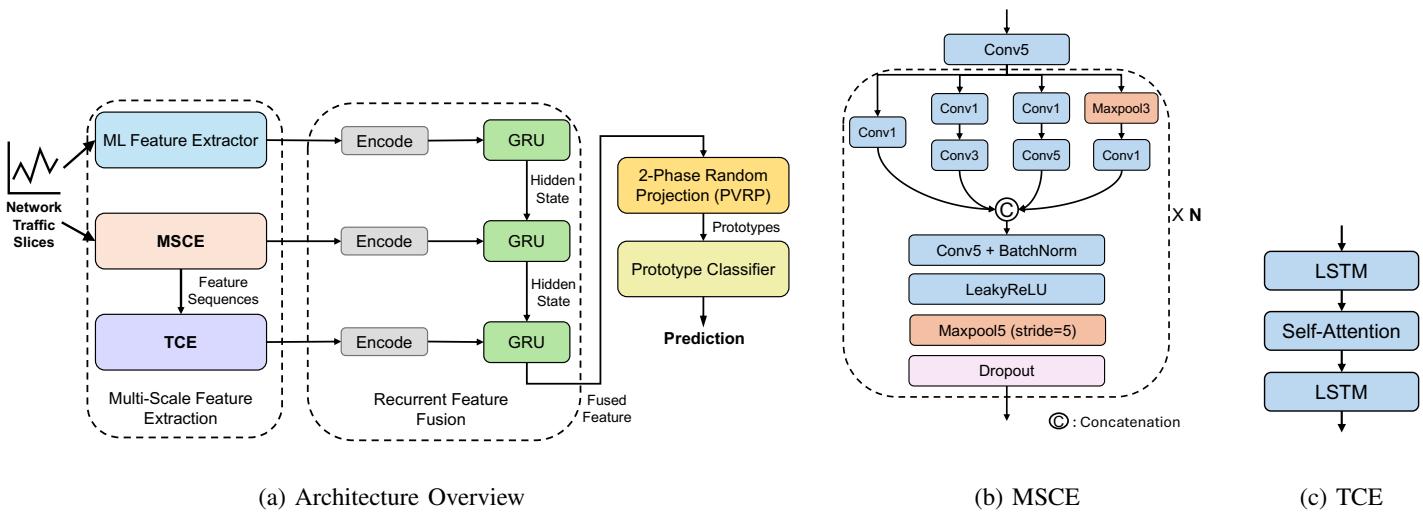 Network
Traffic
Slices
ML Feature Extractor
MSCE
Feature
Sequences
TCE
Multi-Scale Feature
Extraction
Encode
GRU
Hidden
State
Encode
GRU
Hidden
State
Encode
GRU
Recurrent Feature
Fusion
Fused
Feature
2-Phase Random
Projection (PVRP)
Prototypes
Prototype Classifier
Prediction
(a) Architecture Overview
Conv5
Conv1
Conv1
Conv3
Conv1
Conv5
Maxpool3
Conv1
C
X N
Conv5 + BatchNorm
LeakyReLU
Maxpool5 (stride=5)
Dropout
C : Concatenation
(b) MSCE
LSTM
Self-Attention
LSTM
(c) TCE